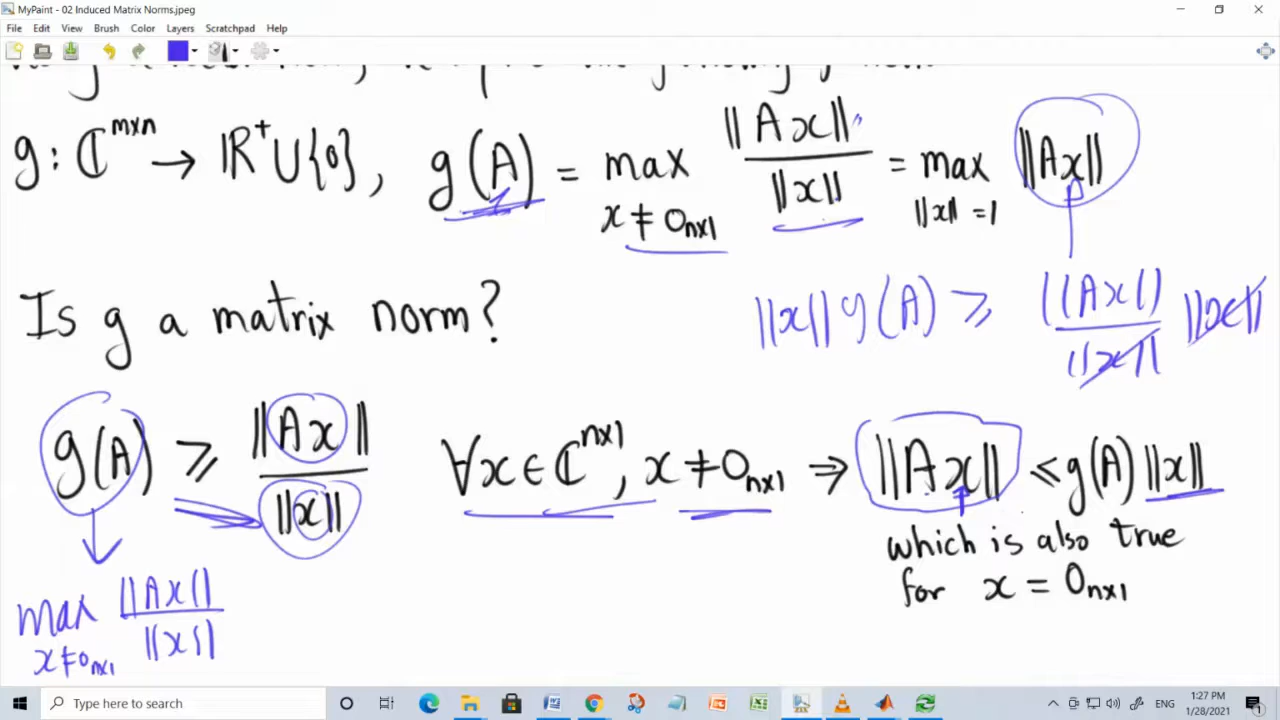 MyPaint - 02 Induced Matrix Norms.jpeg
File Edit View Brush Color Layers Scratchpad Help
g : ℂ^{m×n} → ℝ⁺ ∪ {0}, g(A) = max_{x ≠ 0_{n×1}} ||Ax|| / ||x|| = max_{||x|| = 1} ||Ax||
Is g a matrix norm?
||x|| g(A) ≥ ||Ax|| / ||x|| ||x||
g(A) ≥ ||Ax|| / ||x|| ∀x ∈ ℂ^{n×1}, x ≠ 0_{n×1} ⇒ ||Ax|| ≤ g(A) ||x||
which is also true
for x = 0_{n×1}
max_{x ≠ 0_{n×1}} ||Ax|| / ||x||
Type here to search
1:27 PM
1/28/2021